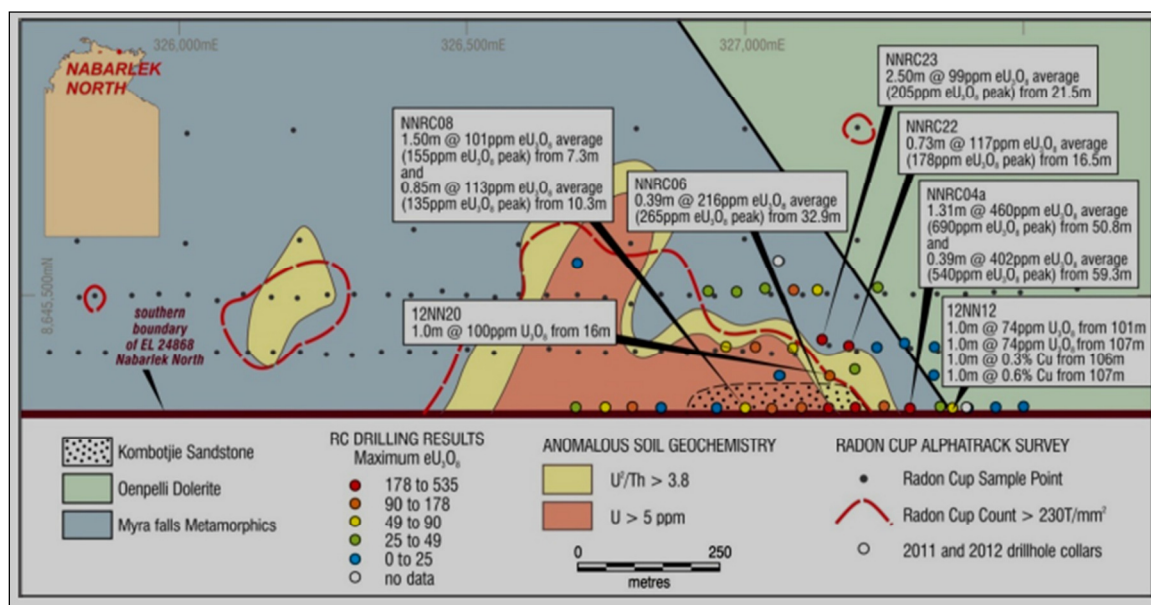 326,000mE
326,500mE
327,000mE
8,645,500mN
NABARLEK
NORTH
NNRC23
2.50m @ 99ppm eU₃O₈ average
(205ppm eU₃O₈ peak) from 21.5m
NNRC08
1.50m @ 101ppm eU₃O₈ average
(155ppm eU₃O₈ peak) from 7.3m
and
0.85m @ 113ppm eU₃O₈ average
(135ppm eU₃O₈ peak) from 10.3m
NNRC22
0.73m @ 117ppm eU₃O₈ average
(178ppm eU₃O₈ peak) from 16.5m
NNRC06
0.39m @ 216ppm eU₃O₈ average
(265ppm eU₃O₈ peak) from 32.9m
NNRC04a
1.31m @ 460ppm eU₃O₈ average
(690ppm eU₃O₈ peak) from 50.8m
and
0.39m @ 402ppm eU₃O₈ average
(540ppm eU₃O₈ peak) from 59.3m
12NN20
1.0m @ 100ppm U₃O₈ from 16m
12NN12
1.0m @ 74ppm U₃O₈ from 101m
1.0m @ 74ppm U₃O₈ from 107m
1.0m @ 0.3% Cu from 106m
1.0m @ 0.6% Cu from 107m
southern
boundary
of EL 24868
Nabarlek North
Kombotjie Sandstone
Oenpelli Dolerite
Myra falls Metamorphics
RC DRILLING RESULTS
Maximum eU₃O₈
178 to 535
90 to 178
49 to 90
25 to 49
0 to 25
no data
ANOMALOUS SOIL GEOCHEMISTRY
U²/Th > 3.8
U > 5 ppm
0 250
metres
RADON CUP ALPHATRACK SURVEY
Radon Cup Sample Point
Radon Cup Count > 230T/mm²
2011 and 2012 drillhole collars